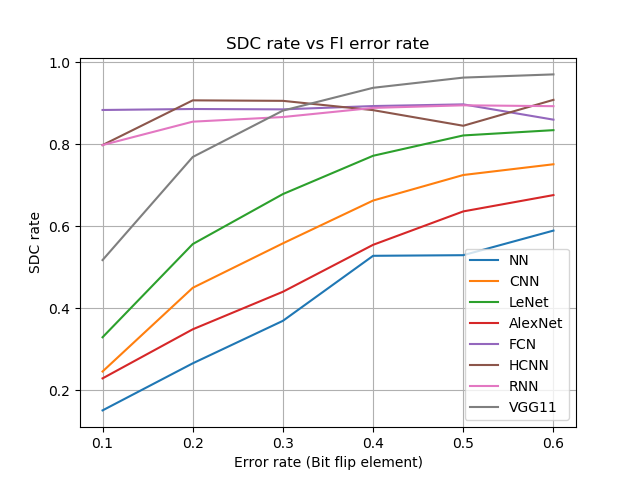 SDC rate vs FI error rate
1.0
0.8
0.6
0.4
0.2
SDC rate
0.1 0.2 0.3 0.4 0.5 0.6
Error rate (Bit flip element)
NN
CNN
LeNet
AlexNet
FCN
HCNN
RNN
VGG11